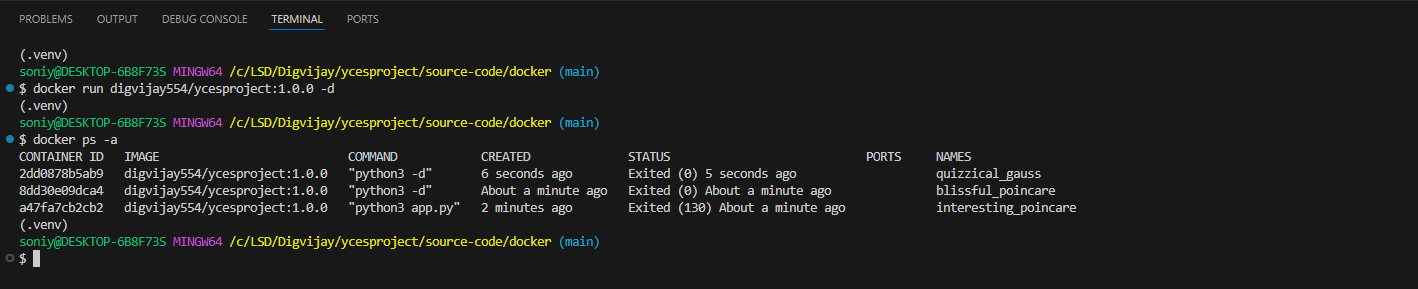 PROBLEMS OUTPUT DEBUG CONSOLE TERMINAL PORTS
(.venv)
soniy@DESKTOP-6B8F73S MINGW64 /c/LSD/Digvijay/ycesproject/source-code/docker (main)
$ docker run digvijay554/ycesproject:1.0.0 -d
(.venv)
soniy@DESKTOP-6B8F73S MINGW64 /c/LSD/Digvijay/ycesproject/source-code/docker (main)
$ docker ps -a
CONTAINER ID IMAGE COMMAND CREATED STATUS PORTS NAMES
2dd0878b5ab9 digvijay554/ycesproject:1.0.0 "python3 -d" 6 seconds ago Exited (0) 5 seconds ago quizzical_gauss
8dd30e09dca4 digvijay554/ycesproject:1.0.0 "python3 -d" About a minute ago Exited (0) About a minute ago blissful_poincare
a47fa7cb2cb2 digvijay554/ycesproject:1.0.0 "python3 app.py" 2 minutes ago Exited (130) About a minute ago interesting_poincare
(.venv)
soniy@DESKTOP-6B8F73S MINGW64 /c/LSD/Digvijay/ycesproject/source-code/docker (main)
$